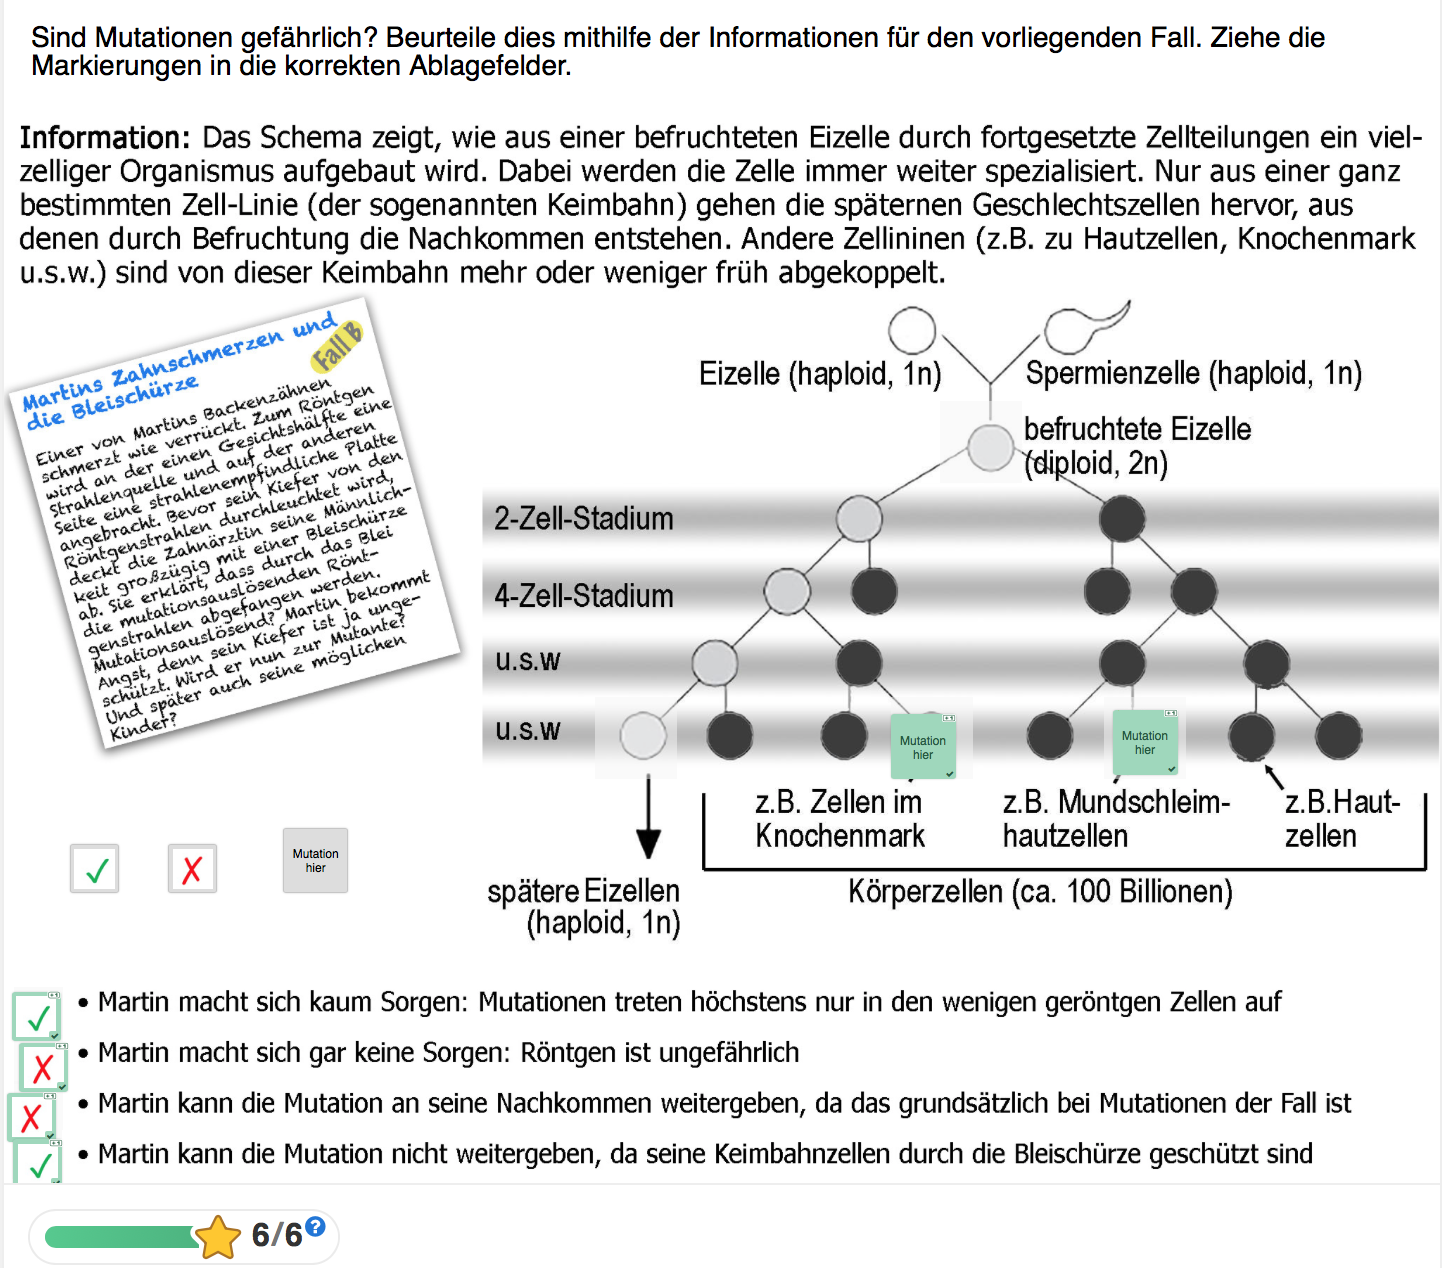 Sind Mutationen gefährlich? Beurteile dies mithilfe der Informationen für den vorliegenden Fall. Ziehe die
Markierungen in die korrekten Ablagefelder.
Information: Das Schema zeigt, wie aus einer befruchteten Eizelle durch fortgesetzte Zellteilungen ein viel-
zelliger Organismus aufgebaut wird. Dabei werden die Zelle immer weiter spezialisiert. Nur aus einer ganz
bestimmten Zell-Linie (der sogenannten Keimbahn) gehen die späternen Geschlechtszellen hervor, aus
denen durch Befruchtung die Nachkommen entstehen. Andere Zellininen (z.B. zu Hautzellen, Knochenmark
u.s.w.) sind von dieser Keimbahn mehr oder weniger früh abgekoppelt.
Martins Zahnschmerzen und
die Bleischürze
Fall B
Einer von Martins Backenzähnen
schmerzt wie verrückt. Zum Röntgen
wird an der einen Gesichtshälfte eine
Strahlenquelle und auf der anderen
Seite eine strahlenempfindliche Platte
angebracht. Bevor sein Kiefer von den
Röntgenstrahlen durchleuchtet wird,
deckt die Zahnärztin seine Männlich-
keit großzügig mit einer Bleischürze
ab. Sie erklärt, dass durch das Blei
die mutationsauslösenden Rönt-
genstrahlen abgefangen werden.
Mutationsauslösend? Martin bekommt
Angst, denn sein Kiefer ist ja unge-
schützt. Wird er nun zur Mutante?
Und später auch seine möglichen
Kinder?
Eizelle (haploid, 1n)
Spermienzelle (haploid, 1n)
befruchtete Eizelle
(diploid, 2n)
2-Zell-Stadium
4-Zell-Stadium
u.s.w
u.s.w
Mutation
hier
Mutation
hier
z.B. Zellen im
Knochenmark
z.B. Mundschleim-
hautzellen
z.B.Haut-
zellen
Mutation
hier
spätere Eizellen
(haploid, 1n)
Körperzellen (ca. 100 Billionen)
• Martin macht sich kaum Sorgen: Mutationen treten höchstens nur in den wenigen geröntgen Zellen auf
• Martin macht sich gar keine Sorgen: Röntgen ist ungefährlich
• Martin kann die Mutation an seine Nachkommen weitergeben, da das grundsätzlich bei Mutationen der Fall ist
• Martin kann die Mutation nicht weitergeben, da seine Keimbahnzellen durch die Bleischürze geschützt sind
6/6 ?